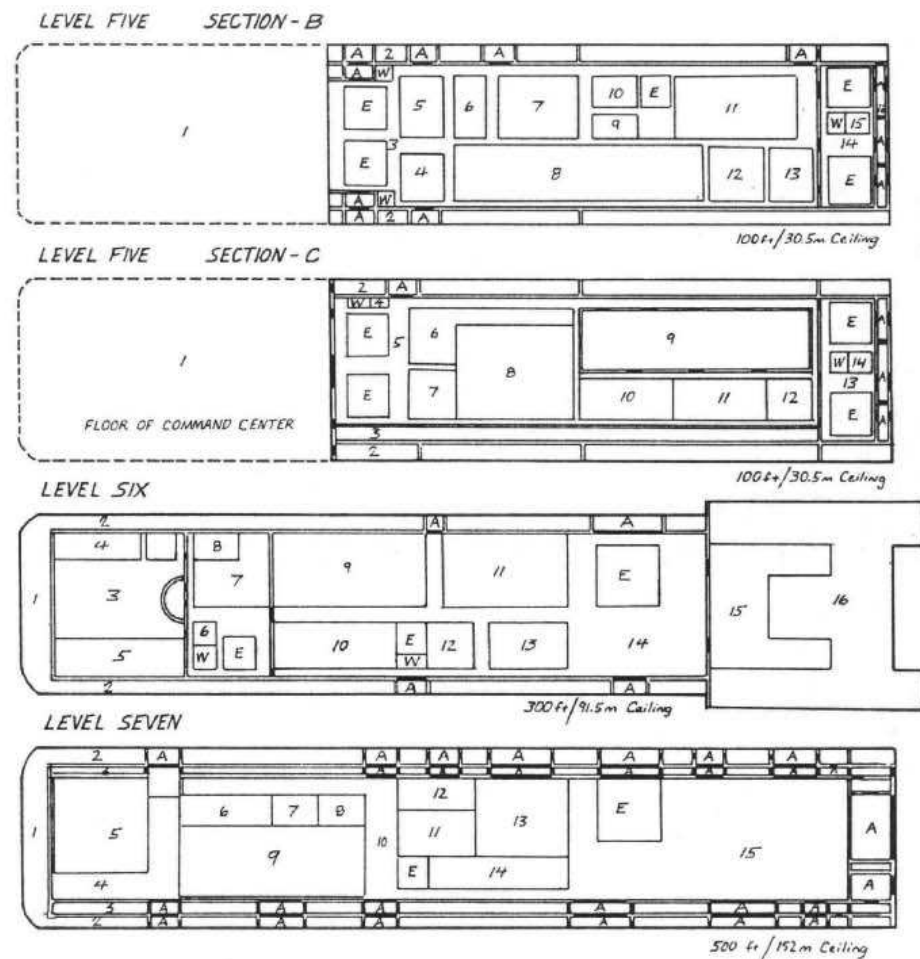 LEVEL FIVE SECTION-B
A 2 A A A
A W
E 5 6 7 10 E 11 E
1 9 W 15 A
3 14
E 4 8 12 13 E A
A W
A 2 A
100ft/30.5m Ceiling
LEVEL FIVE SECTION-C
2 A
W 4
E 5 6 9 E A
1 8 W 14 A
E 7 10 11 12 13
E A
FLOOR OF COMMAND CENTER
3
2
100ft/30.5m Ceiling
LEVEL SIX
2 A A
4 8 9 11
3 7 E
1 15 16
6 10 E 12 13 14
5 W E W
2 A A
300 ft/91.5m Ceiling
LEVEL SEVEN
2 A A A A A A A
A A A A A A
12 E
1 5 6 7 8 11 13 A
9 10 15
4 E 14 A
3 A A A A A A
2 A A A A A A
500 ft/152m Ceiling